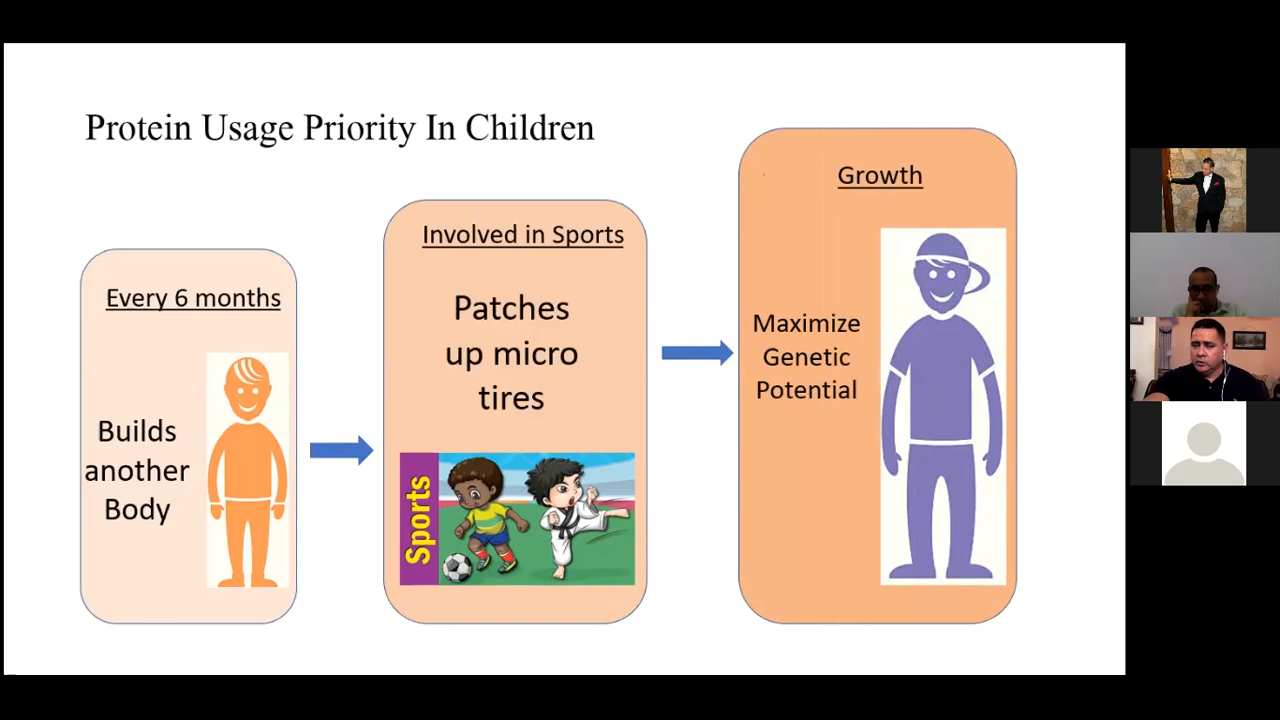 Protein Usage Priority In Children
Every 6 months
Builds
another
Body
Involved in Sports
Patches
up micro
tires
Sports
Growth
Maximize
Genetic
Potential